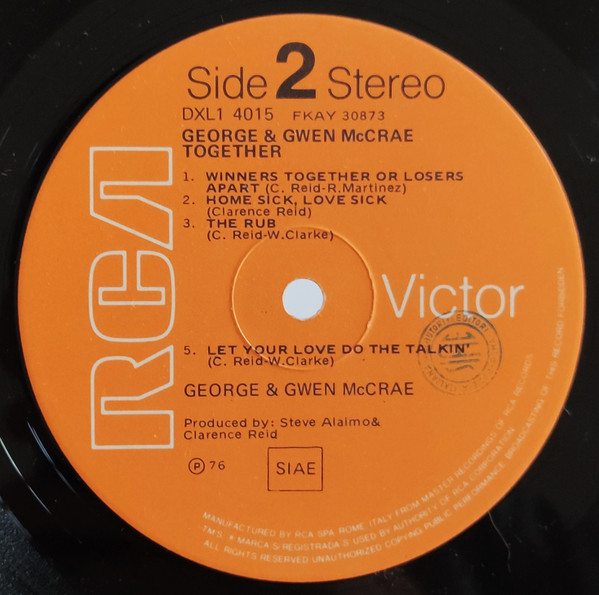 Side 2 Stereo
DXL1 4015 FKAY 30873
GEORGE & GWEN McCRAE
TOGETHER
1. WINNERS TOGETHER OR LOSERS
APART (C. Reid-R.Martinez)
2. HOME SICK, LOVE SICK
(Clarence Reid)
3. THE RUB
(C. Reid-W.Clarke)
RCA
Victor
5. LET YOUR LOVE DO THE TALKIN'
(C. Reid-W.Clarke)
GEORGE & GWEN McCRAE
Produced by: Steve Alaimo&
Clarence Reid
℗ 76
SIAE
MANUFACTURED BY RCA SPA ROME ITALY FROM MASTER RECORDINGS OF RCA RECORDS
TMS. ® MARCA S REGISTRADA S USED BY AUTHORITY OF RCA CORPORATION
ALL RIGHTS RESERVED UNAUTHORIZED COPYING PUBLIC PERFORMANCE, BROADCASTING OF THIS RECORD FORBIDDEN